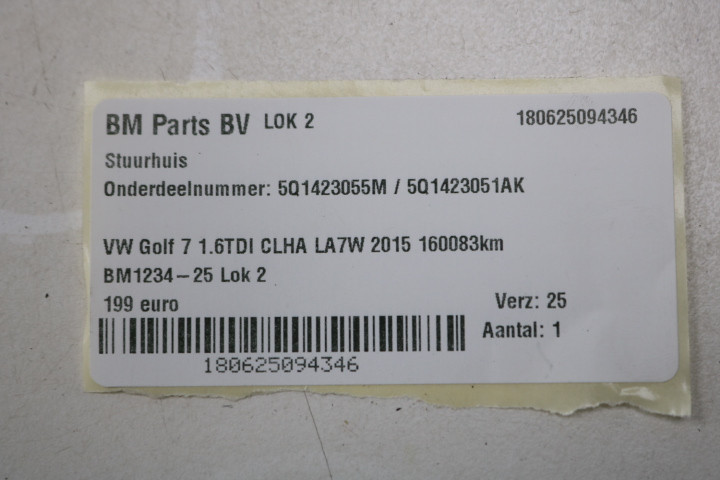 BM Parts BV LOK 2 180625094346
Stuurhuis
Onderdeelnummer: 5Q1423055M / 5Q1423051AK
VW Golf 7 1.6TDI CLHA LA7W 2015 160083km
BM1234-25 Lok 2
199 euro Verz: 25
Aantal: 1
180625094346